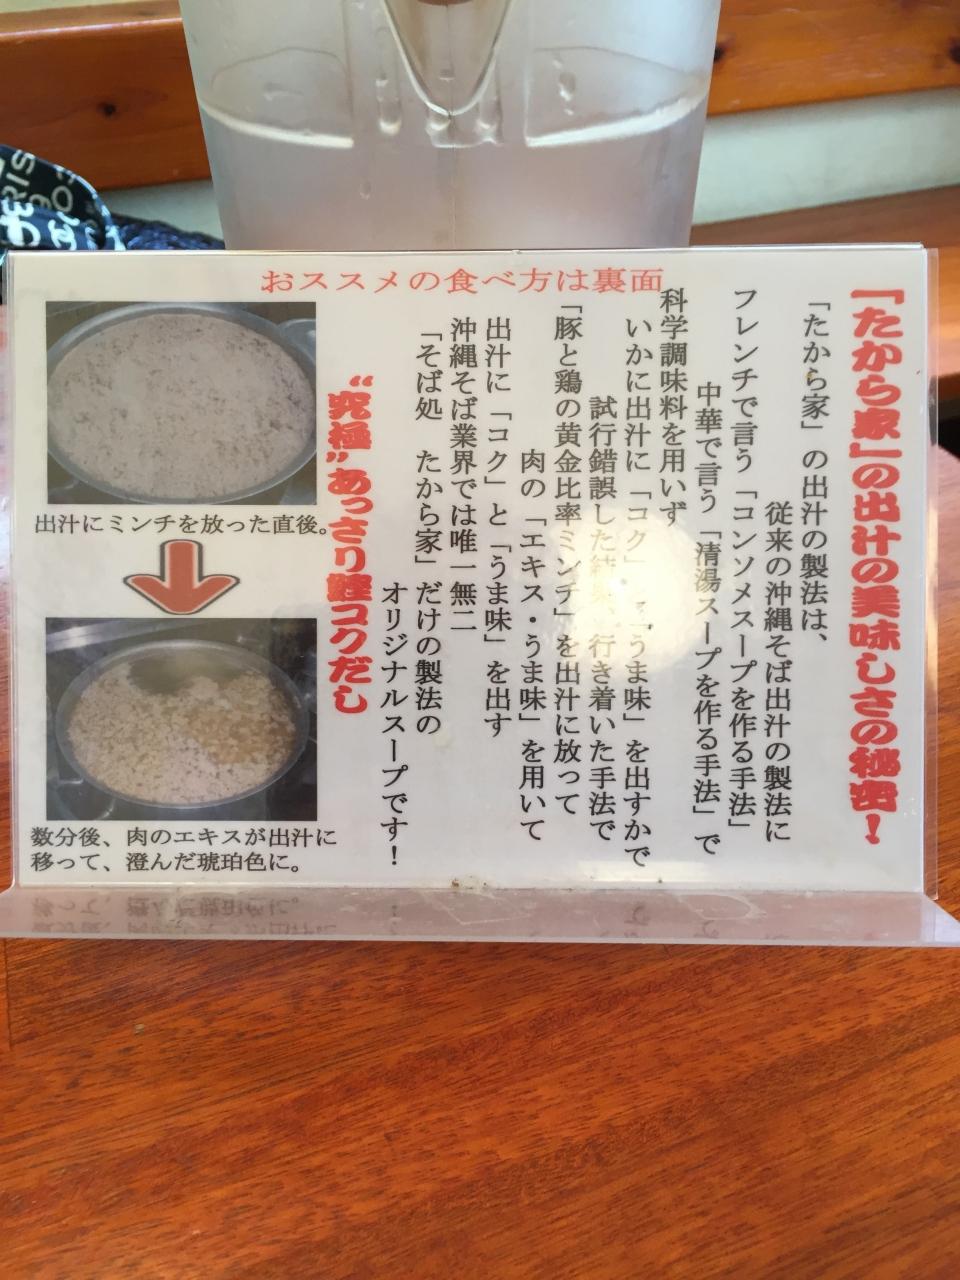 おススメの食べ方は裏面
「たから家」の出汁の美味しさの秘密！
「たから家」の出汁の製法は、
従来の沖縄そば出汁の製法に
フレンチで言う「コンソメスープを作る手法」
中華で言う「清湯スープを作る手法」で
科学調味料を用いず
いかに出汁に「コク」と「うま味」を出すかで
試行錯誤した結果、行き着いた手法で
「豚と鶏の黄金比率ミンチ」を出汁に放って
肉の「エキス・うま味」を用いて
出汁に「コク」と「うま味」を出す
沖縄そば業界では唯一無二
「そば処 たから家」だけの製法の
オリジナルスープです！
“究極”あっさり鰹コクだし
出汁にミンチを放った直後。
数分後、肉のエキスが出汁に
移って、澄んだ琥珀色に。